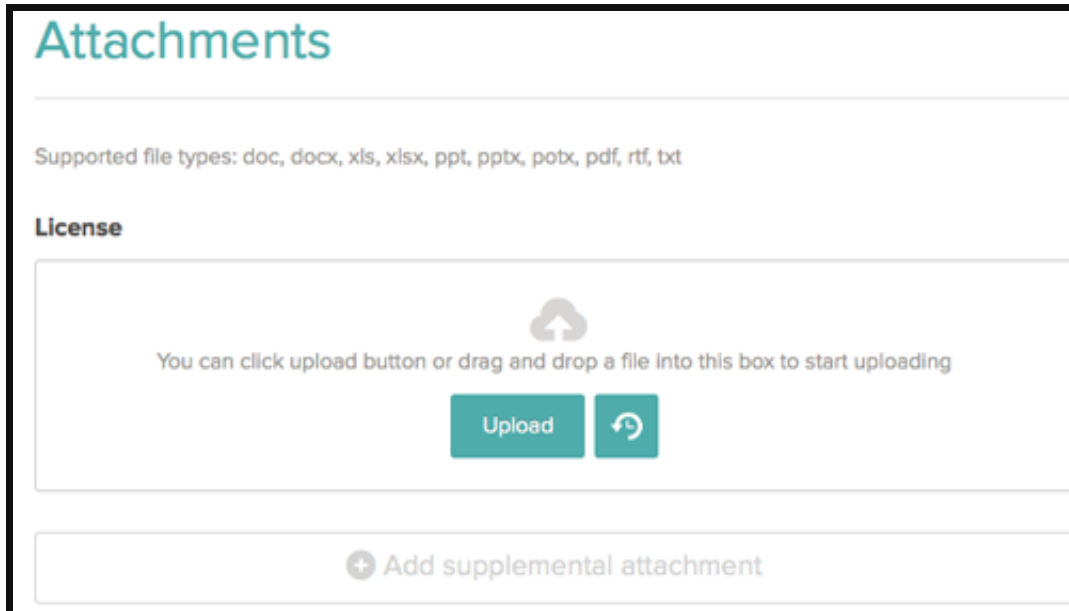 Attachments
Supported file types: doc, docx, xls, xlsx, ppt, pptx, potx, pdf, rtf, txt
License
You can click upload button or drag and drop a file into this box to start uploading
Upload
Add supplemental attachment